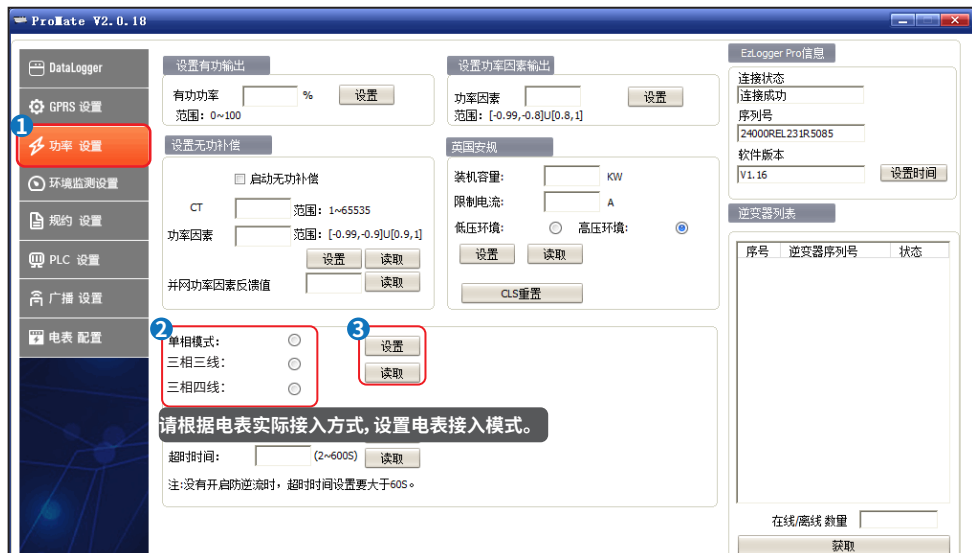 ProMate V2.0.18
DataLogger
GPRS 设置
1
功率 设置
环境监测设置
规约 设置
PLC 设置
广播 设置
电表 配置
设置有功输出
有功功率 % 设置
范围: 0~100
设置功率因素输出
功率因素 设置
范围: [-0.99,-0.8]U[0.8,1]
设置无功补偿
启动无功补偿
CT 范围: 1~65535
功率因素 范围: [-0.99,-0.9]U[0.9,1]
设置 读取
并网功率因素反馈值 读取
英国安规
装机容量: KW
限制电流: A
低压环境: 高压环境:
设置 读取
CLS重置
2
单相模式:
三相三线:
三相四线:
3
设置
读取
请根据电表实际接入方式, 设置电表接入模式。
超时时间: (2~600S) 读取
注:没有开启防逆流时, 超时时间设置要大于60S。
EzLogger Pro信息
连接状态
连接成功
序列号
24000REL231R5085
软件版本
V1.16 设置时间
逆变器列表
序号 逆变器序列号 状态
在线/离线 数量
获取